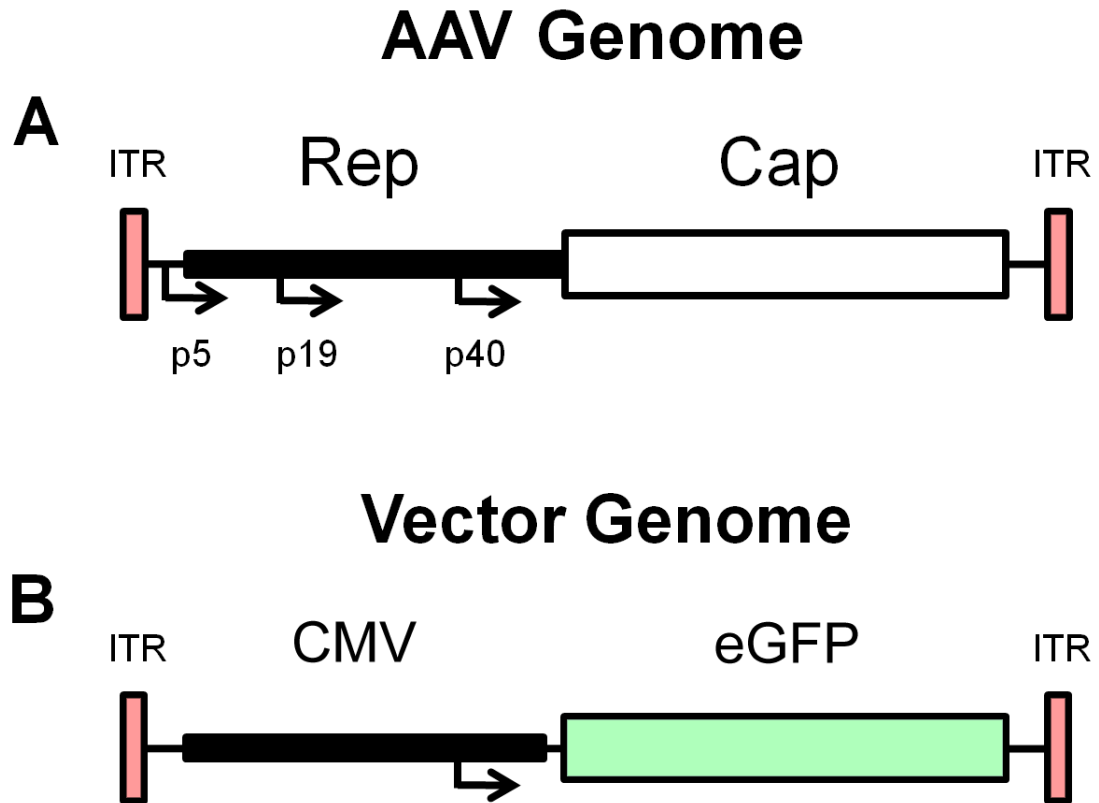 AAV Genome
A
ITR Rep Cap ITR
p5 p19 p40
Vector Genome
B
ITR CMV eGFP ITR